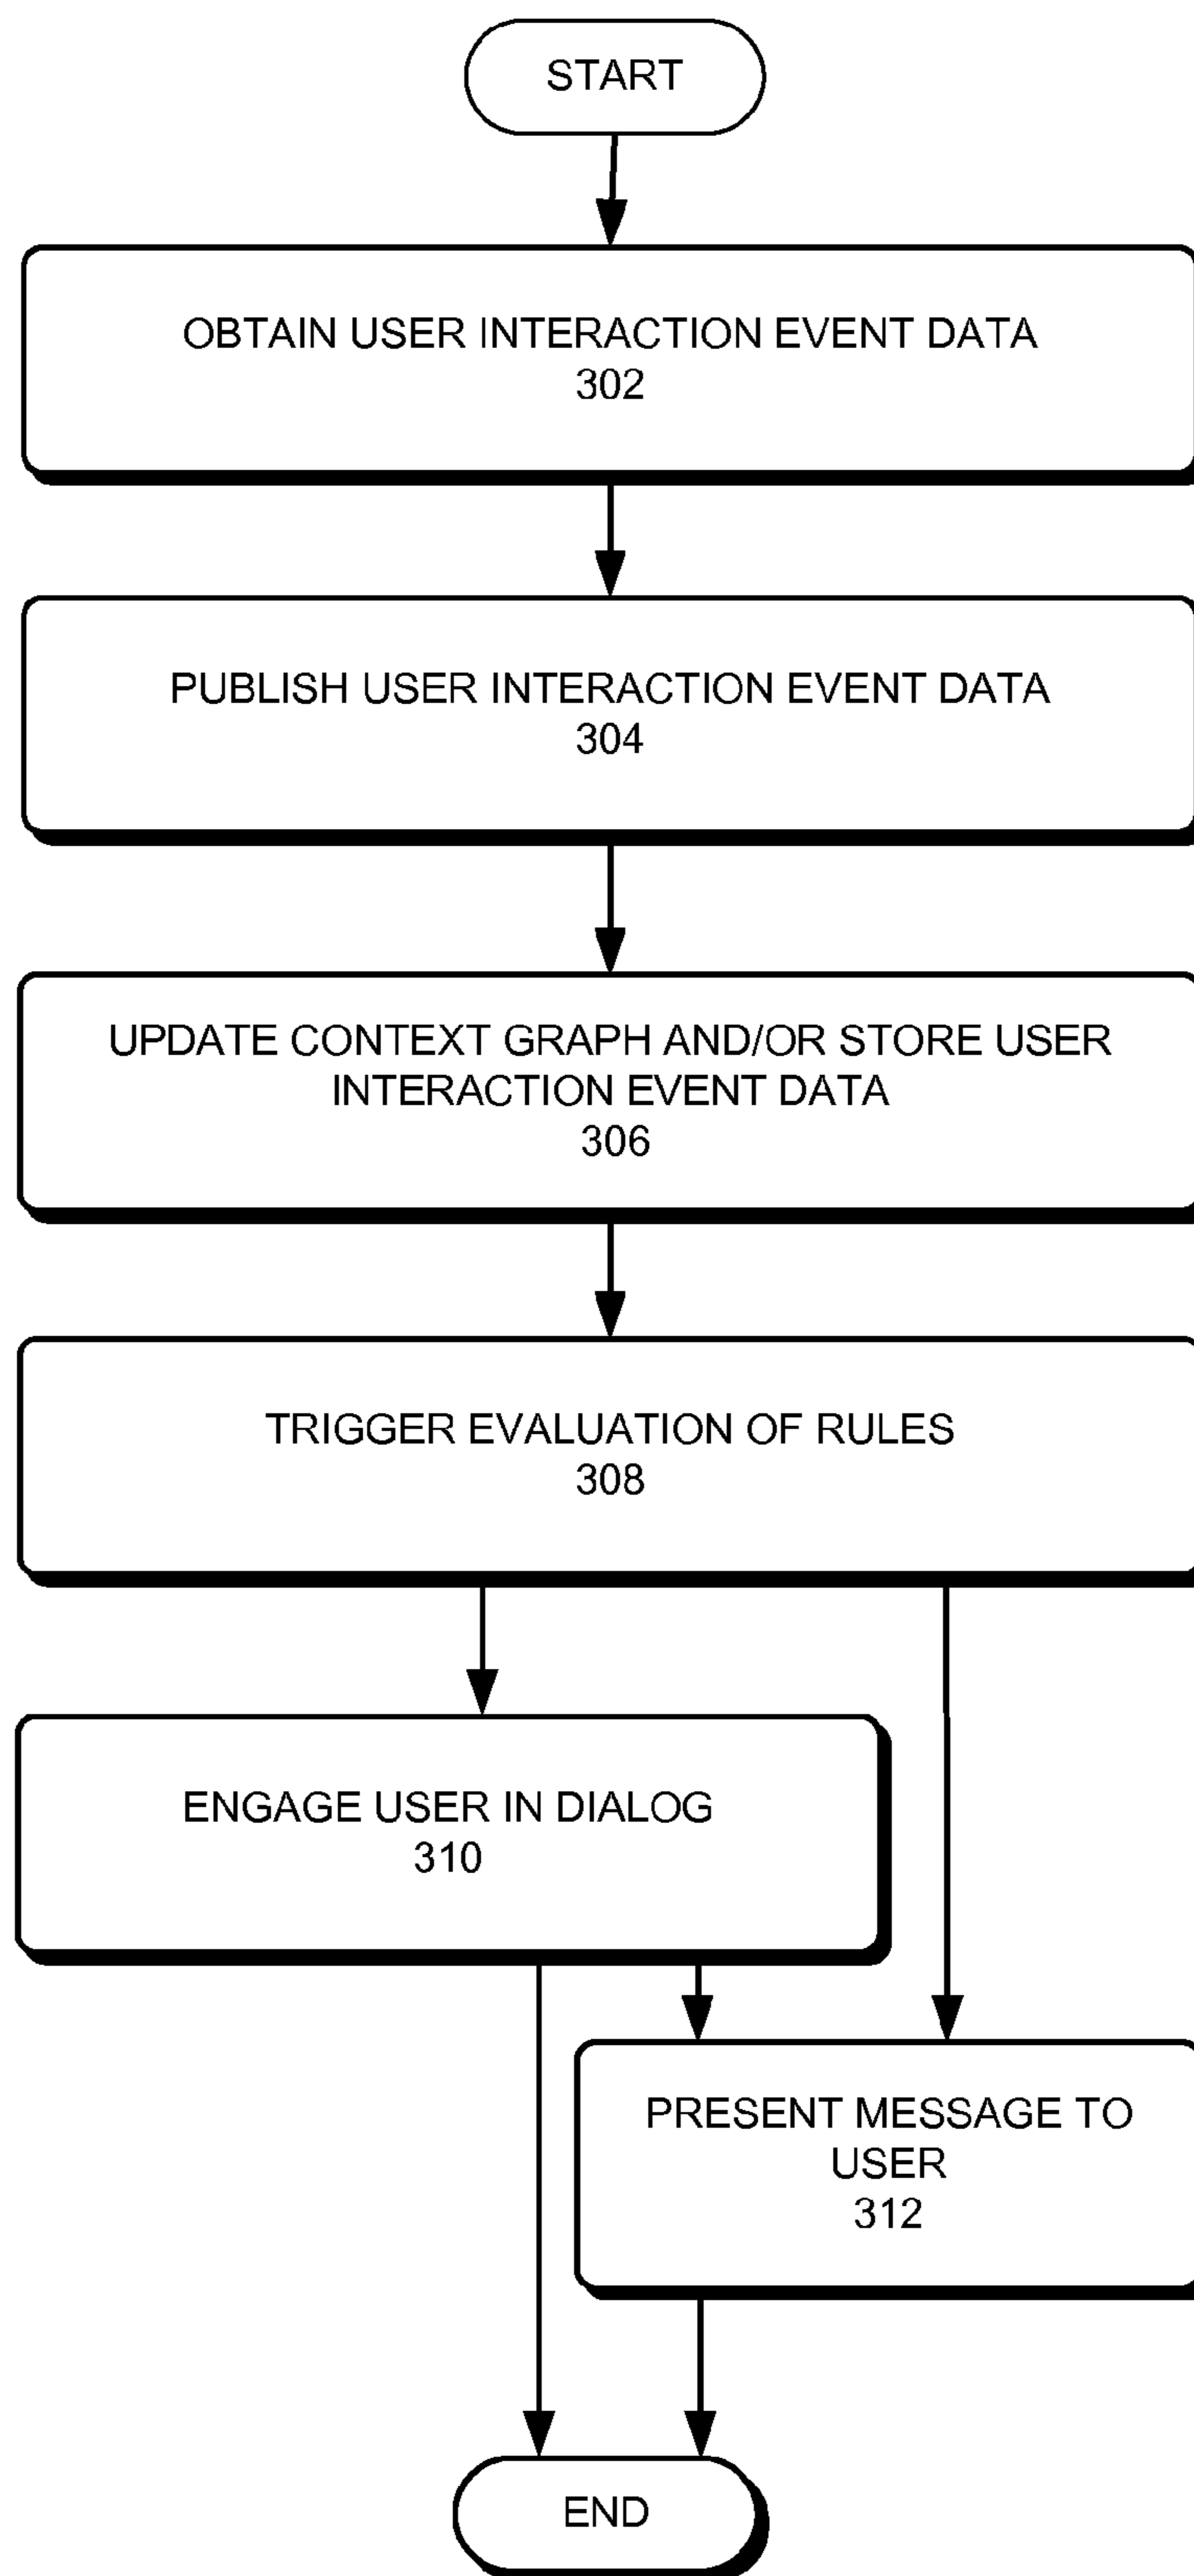 START
OBTAIN USER INTERACTION EVENT DATA
302
PUBLISH USER INTERACTION EVENT DATA
304
UPDATE CONTEXT GRAPH AND/OR STORE USER
INTERACTION EVENT DATA
306
TRIGGER EVALUATION OF RULES
308
ENGAGE USER IN DIALOG
310
PRESENT MESSAGE TO
USER
312
END